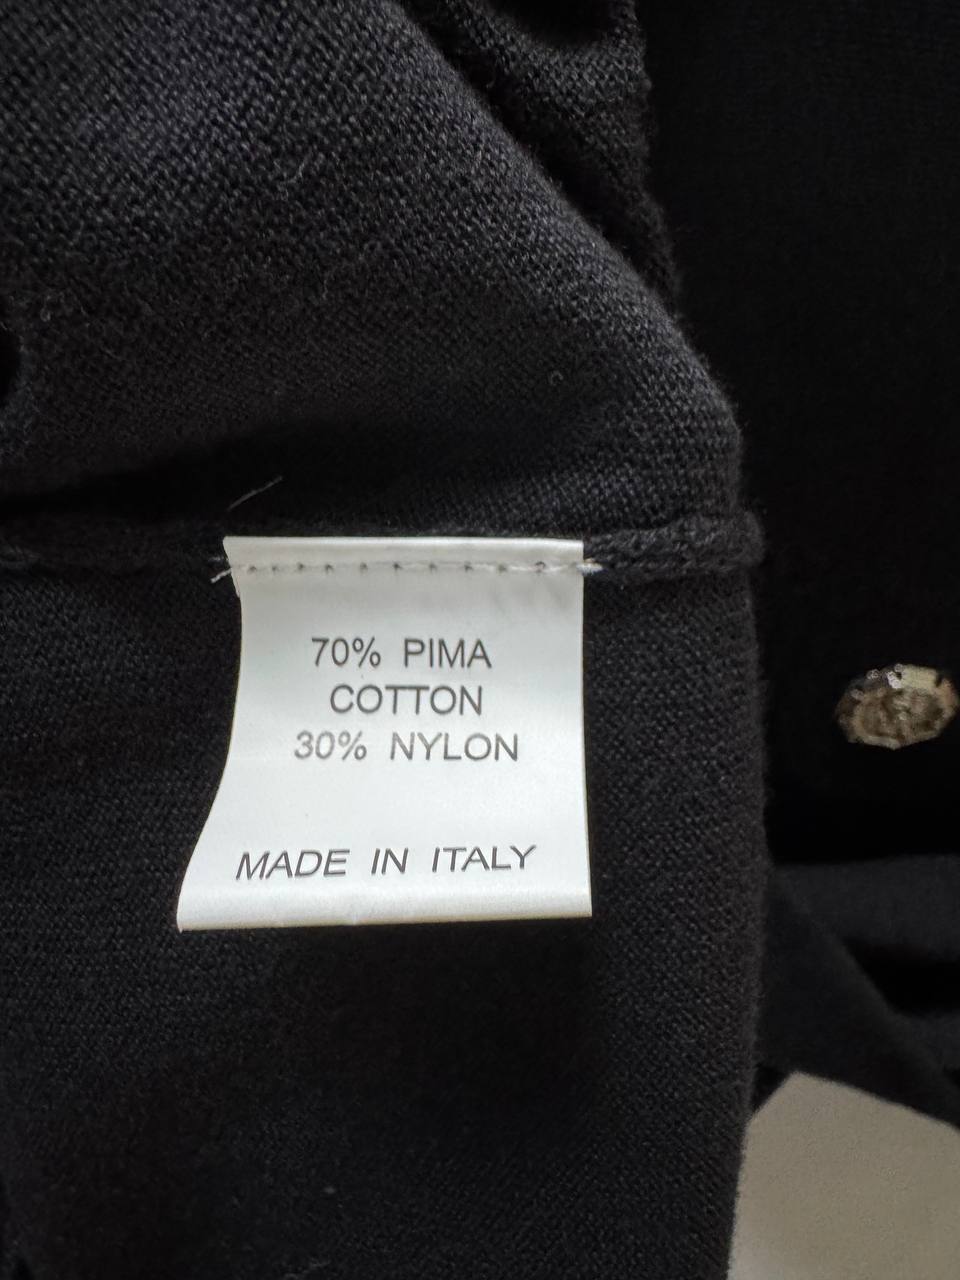 70% PIMA
COTTON
30% NYLON
MADE IN ITALY